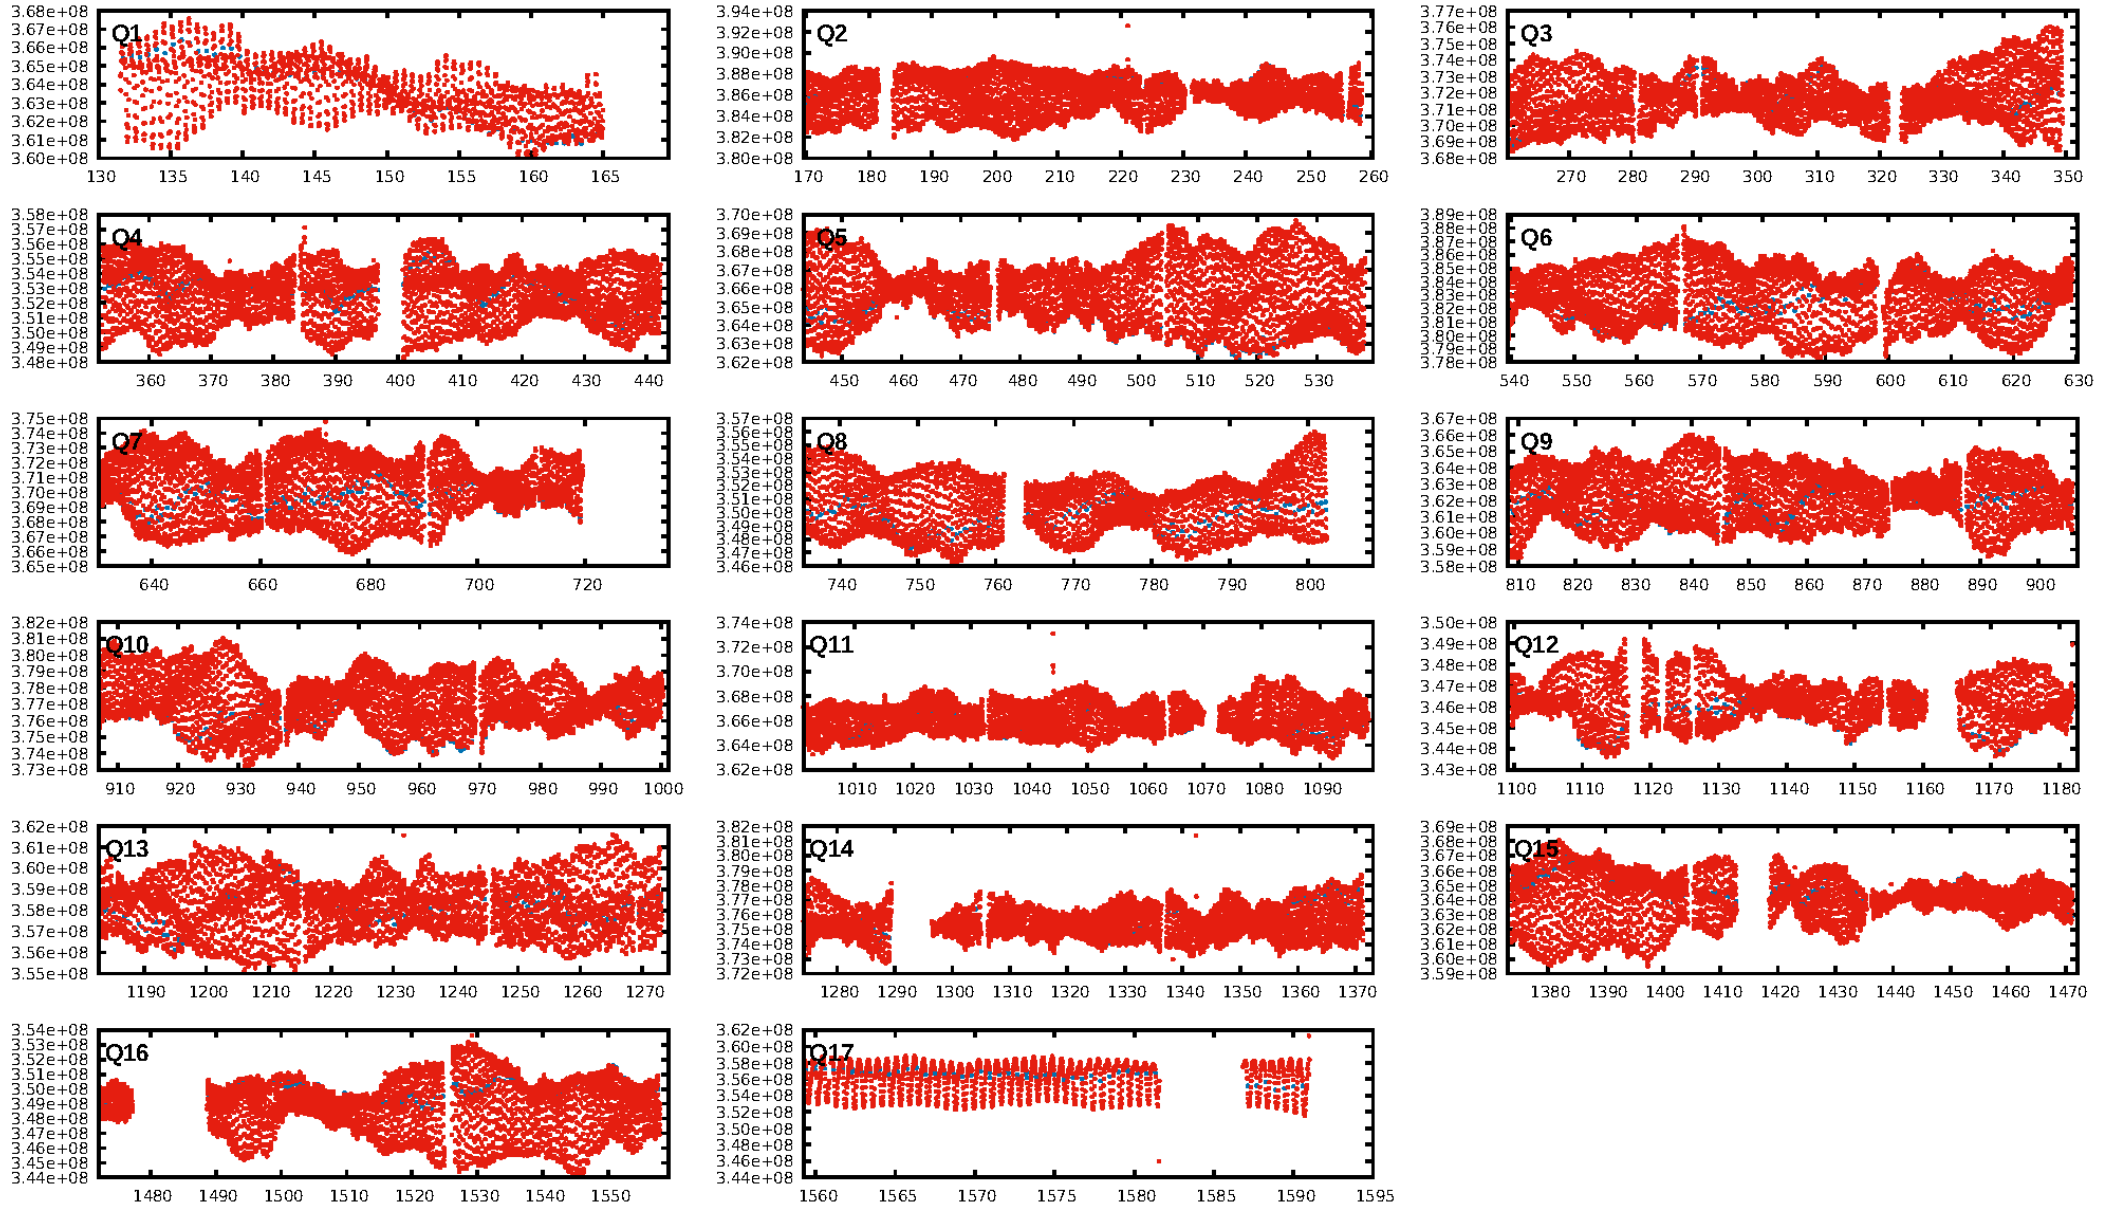 3.68e+08 3.67e+08 3.66e+08 3.65e+08 3.64e+08 3.63e+08 3.62e+08 3.61e+08 3.60e+08
Q1
130 135 140 145 150 155 160 165
3.94e+08 3.92e+08 3.90e+08 3.88e+08 3.86e+08 3.84e+08 3.82e+08 3.80e+08
Q2
170 180 190 200 210 220 230 240 250 260
3.77e+08 3.76e+08 3.75e+08 3.74e+08 3.73e+08 3.72e+08 3.71e+08 3.70e+08 3.69e+08 3.68e+08
Q3
270 280 290 300 310 320 330 340 350
3.58e+08 3.57e+08 3.56e+08 3.55e+08 3.54e+08 3.53e+08 3.52e+08 3.51e+08 3.50e+08 3.49e+08 3.48e+08
Q4
360 370 380 390 400 410 420 430 440
3.70e+08 3.69e+08 3.68e+08 3.67e+08 3.66e+08 3.65e+08 3.64e+08 3.63e+08 3.62e+08
Q5
450 460 470 480 490 500 510 520 530
3.89e+08 3.88e+08 3.87e+08 3.86e+08 3.85e+08 3.84e+08 3.83e+08 3.82e+08 3.81e+08 3.80e+08 3.79e+08 3.78e+08
Q6
540 550 560 570 580 590 600 610 620 630
3.75e+08 3.74e+08 3.73e+08 3.72e+08 3.71e+08 3.70e+08 3.69e+08 3.68e+08 3.67e+08 3.66e+08 3.65e+08
Q7
640 660 680 700 720
3.57e+08 3.56e+08 3.55e+08 3.54e+08 3.53e+08 3.52e+08 3.51e+08 3.50e+08 3.49e+08 3.48e+08 3.47e+08 3.46e+08
Q8
740 750 760 770 780 790 800
3.67e+08 3.66e+08 3.65e+08 3.64e+08 3.63e+08 3.62e+08 3.61e+08 3.60e+08 3.59e+08 3.58e+08
Q9
810 820 830 840 850 860 870 880 890 900
3.82e+08 3.81e+08 3.80e+08 3.79e+08 3.78e+08 3.77e+08 3.76e+08 3.75e+08 3.74e+08 3.73e+08
Q10
910 920 930 940 950 960 970 980 990 1000
3.74e+08 3.72e+08 3.70e+08 3.68e+08 3.66e+08 3.64e+08 3.62e+08
Q11
1010 1020 1030 1040 1050 1060 1070 1080 1090
3.50e+08 3.49e+08 3.48e+08 3.47e+08 3.46e+08 3.45e+08 3.44e+08 3.43e+08
Q12
1100 1110 1120 1130 1140 1150 1160 1170 1180
3.62e+08 3.61e+08 3.60e+08 3.59e+08 3.58e+08 3.57e+08 3.56e+08 3.55e+08
Q13
1190 1200 1210 1220 1230 1240 1250 1260 1270
3.82e+08 3.81e+08 3.80e+08 3.79e+08 3.78e+08 3.77e+08 3.76e+08 3.75e+08 3.74e+08 3.73e+08 3.72e+08
Q14
1280 1290 1300 1310 1320 1330 1340 1350 1360 1370
3.69e+08 3.68e+08 3.67e+08 3.66e+08 3.65e+08 3.64e+08 3.63e+08 3.62e+08 3.61e+08 3.60e+08 3.59e+08
Q15
1380 1390 1400 1410 1420 1430 1440 1450 1460 1470
3.54e+08 3.53e+08 3.52e+08 3.51e+08 3.50e+08 3.49e+08 3.48e+08 3.47e+08 3.46e+08 3.45e+08 3.44e+08
Q16
1480 1490 1500 1510 1520 1530 1540 1550
3.62e+08 3.60e+08 3.58e+08 3.56e+08 3.54e+08 3.52e+08 3.50e+08 3.48e+08 3.46e+08 3.44e+08
Q17
1560 1565 1570 1575 1580 1585 1590 1595